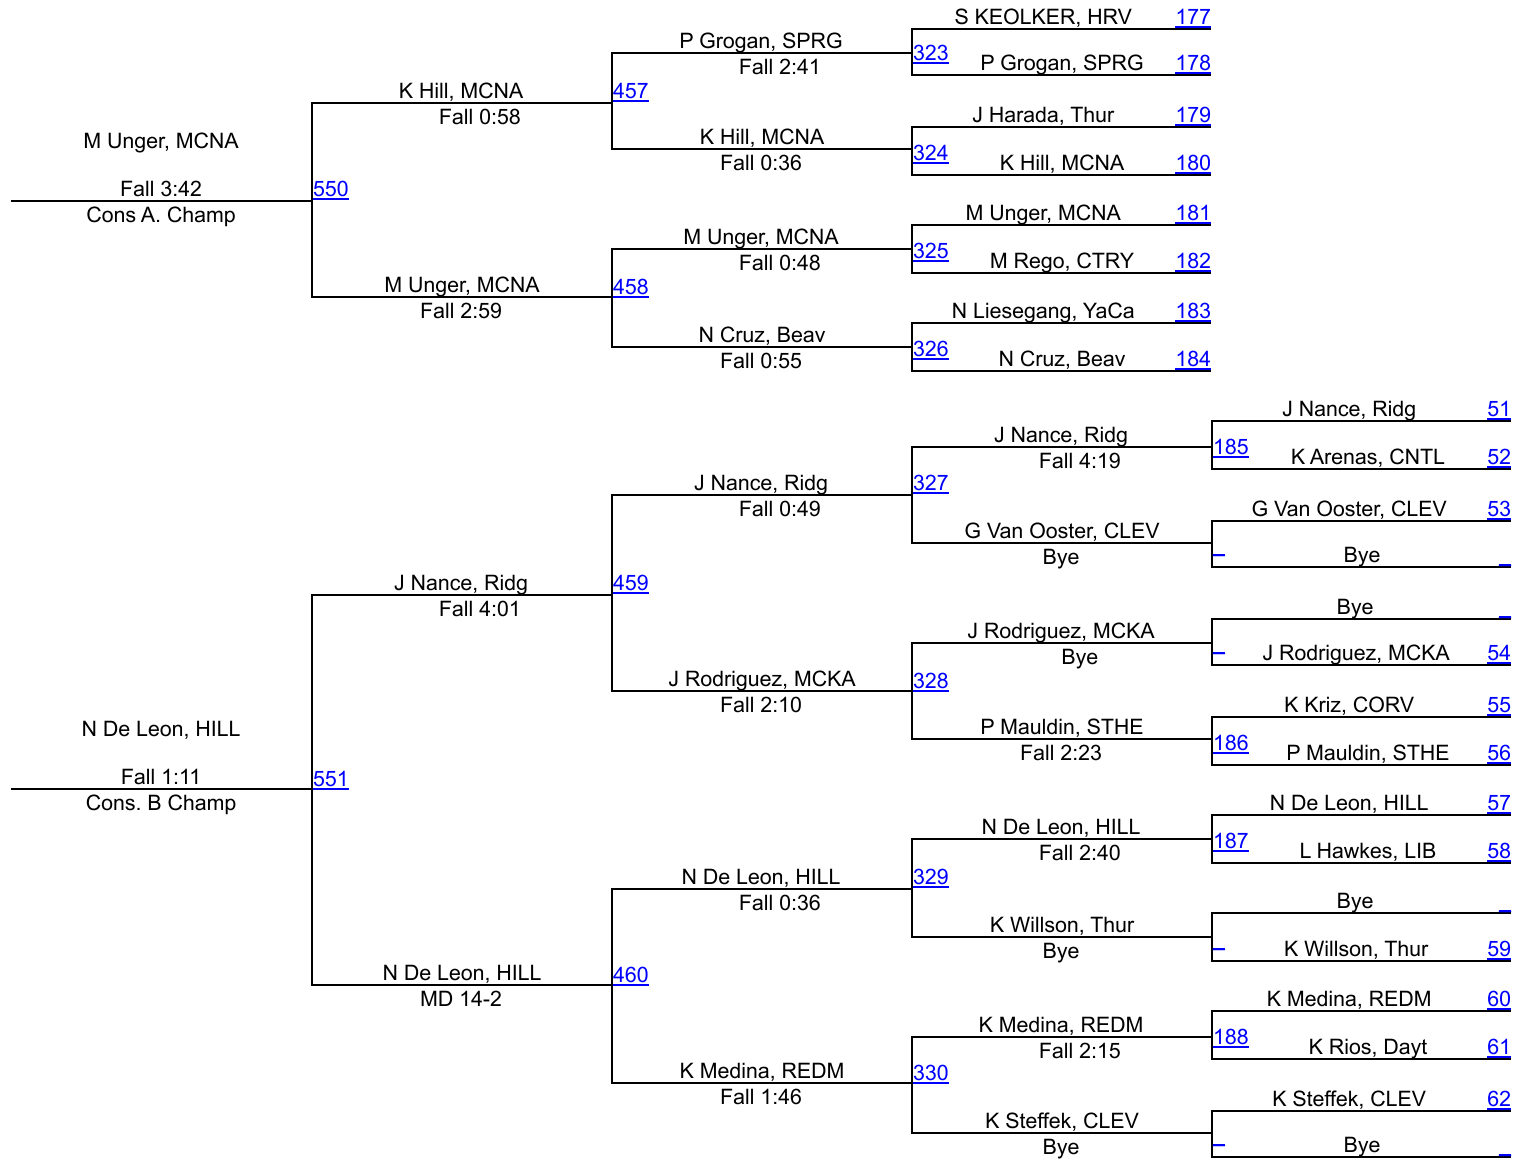 S KEOLKER, HRV 177
P Grogan, SPRG
323
Fall 2:41
P Grogan, SPRG 178
K Hill, MCNA
457
Fall 0:58
J Harada, Thur 179
K Hill, MCNA
324
Fall 0:36
K Hill, MCNA 180
M Unger, MCNA
Fall 3:42
550
Cons A. Champ
M Unger, MCNA 181
M Unger, MCNA
325
Fall 0:48
M Rego, CTRY 182
M Unger, MCNA
458
Fall 2:59
N Liesegang, YaCa 183
N Cruz, Beav
326
Fall 0:55
N Cruz, Beav 184
J Nance, Ridg 51
J Nance, Ridg
185
Fall 4:19
K Arenas, CNTL 52
J Nance, Ridg
327
Fall 0:49
G Van Ooster, CLEV 53
G Van Ooster, CLEV
Bye
Bye
J Nance, Ridg
459
Fall 4:01
Bye
J Rodriguez, MCKA
Bye
J Rodriguez, MCKA 54
J Rodriguez, MCKA
328
Fall 2:10
K Kriz, CORV 55
P Mauldin, STHE
186
Fall 2:23
P Mauldin, STHE 56
N De Leon, HILL
Fall 1:11
551
Cons. B Champ
N De Leon, HILL 57
N De Leon, HILL
187
Fall 2:40
L Hawkes, LIB 58
N De Leon, HILL
329
Fall 0:36
Bye
K Willson, Thur
Bye
K Willson, Thur 59
N De Leon, HILL
460
MD 14-2
K Medina, REDM 60
K Medina, REDM
188
Fall 2:15
K Rios, Dayt 61
K Medina, REDM
330
Fall 1:46
K Steffek, CLEV 62
K Steffek, CLEV
Bye
Bye